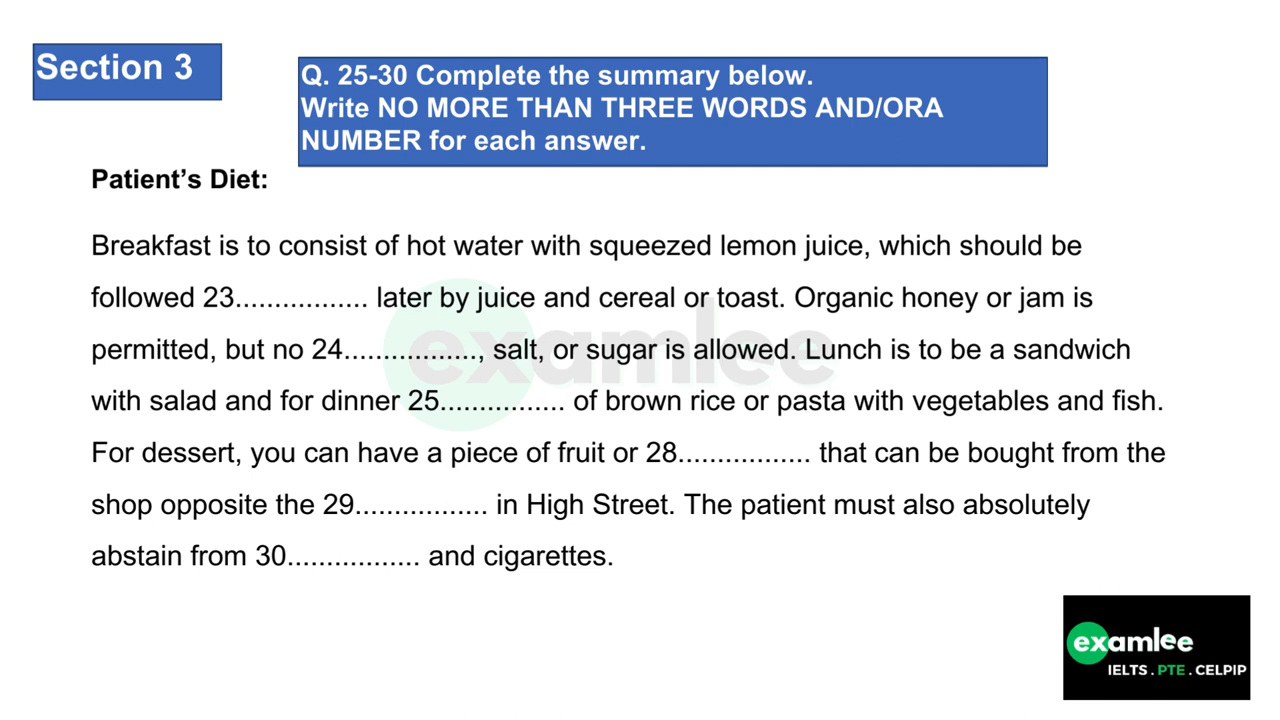 Section 3
Q. 25-30 Complete the summary below.
Write NO MORE THAN THREE WORDS AND/ORA
NUMBER for each answer.
Patient’s Diet:
Breakfast is to consist of hot water with squeezed lemon juice, which should be
followed 23................. later by juice and cereal or toast. Organic honey or jam is
permitted, but no 24................., salt, or sugar is allowed. Lunch is to be a sandwich
with salad and for dinner 25................ of brown rice or pasta with vegetables and fish.
For dessert, you can have a piece of fruit or 28................. that can be bought from the
shop opposite the 29................. in High Street. The patient must also absolutely
abstain from 30................. and cigarettes.
examlee
examlee
IELTS . PTE . CELPIP